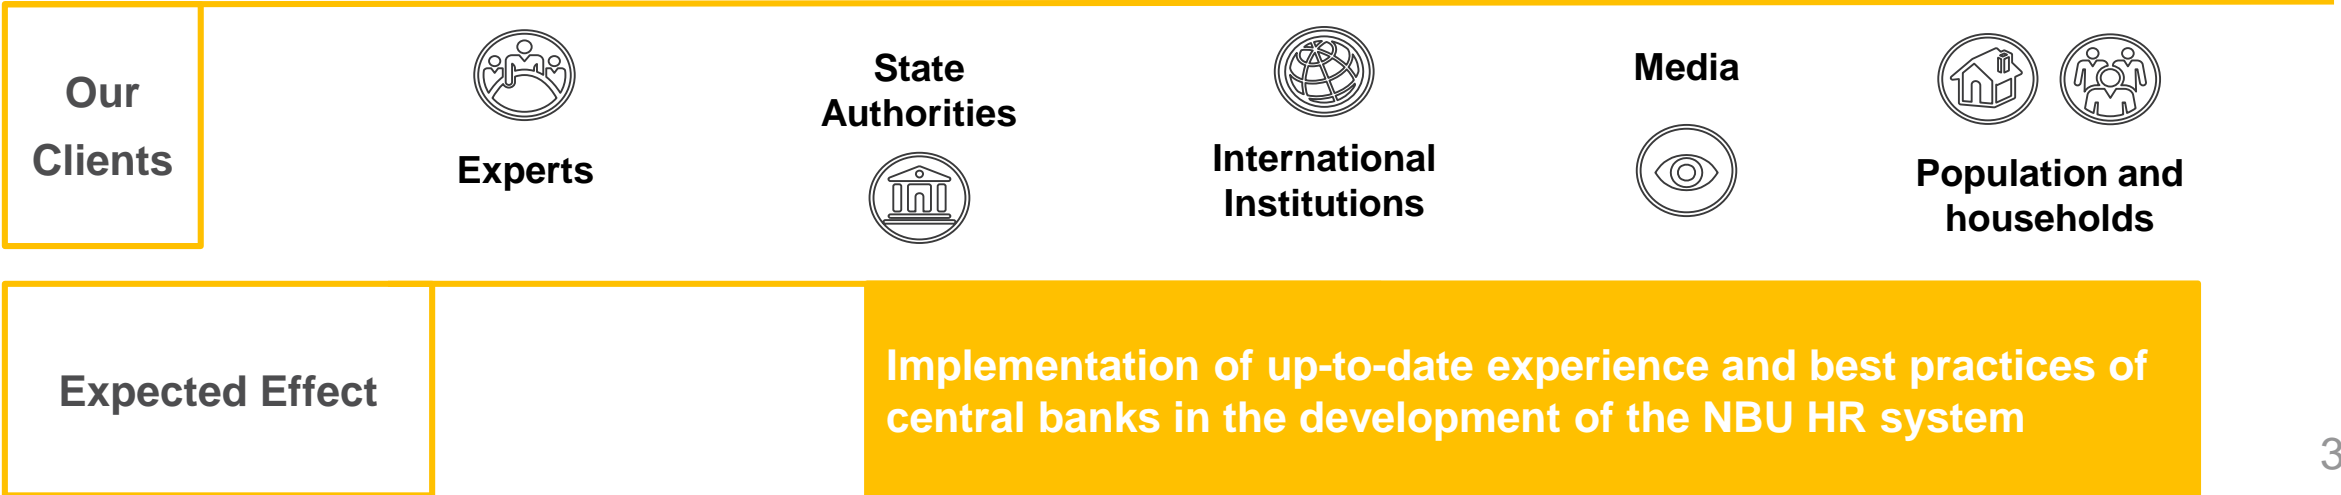 Our
Clients
Experts
State
Authorities
International
Institutions
Media
Population and
households
Expected Effect
Implementation of up-to-date experience and best practices of
central banks in the development of the NBU HR system
3